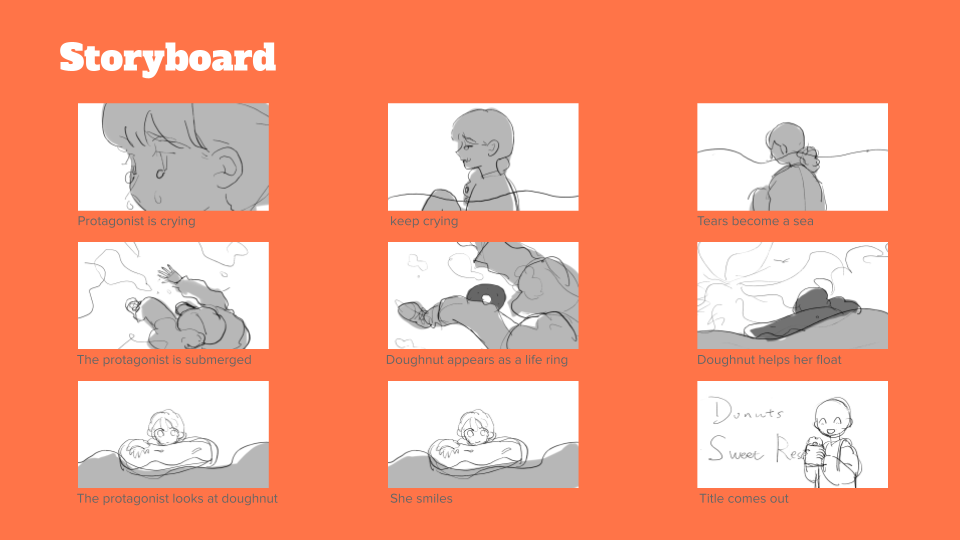 Storyboard
Protagonist is crying
keep crying
Tears become a sea
The protagonist is submerged
Doughnut appears as a life ring
Doughnut helps her float
The protagonist looks at doughnut
She smiles
Donuts
Sweet
Title comes out